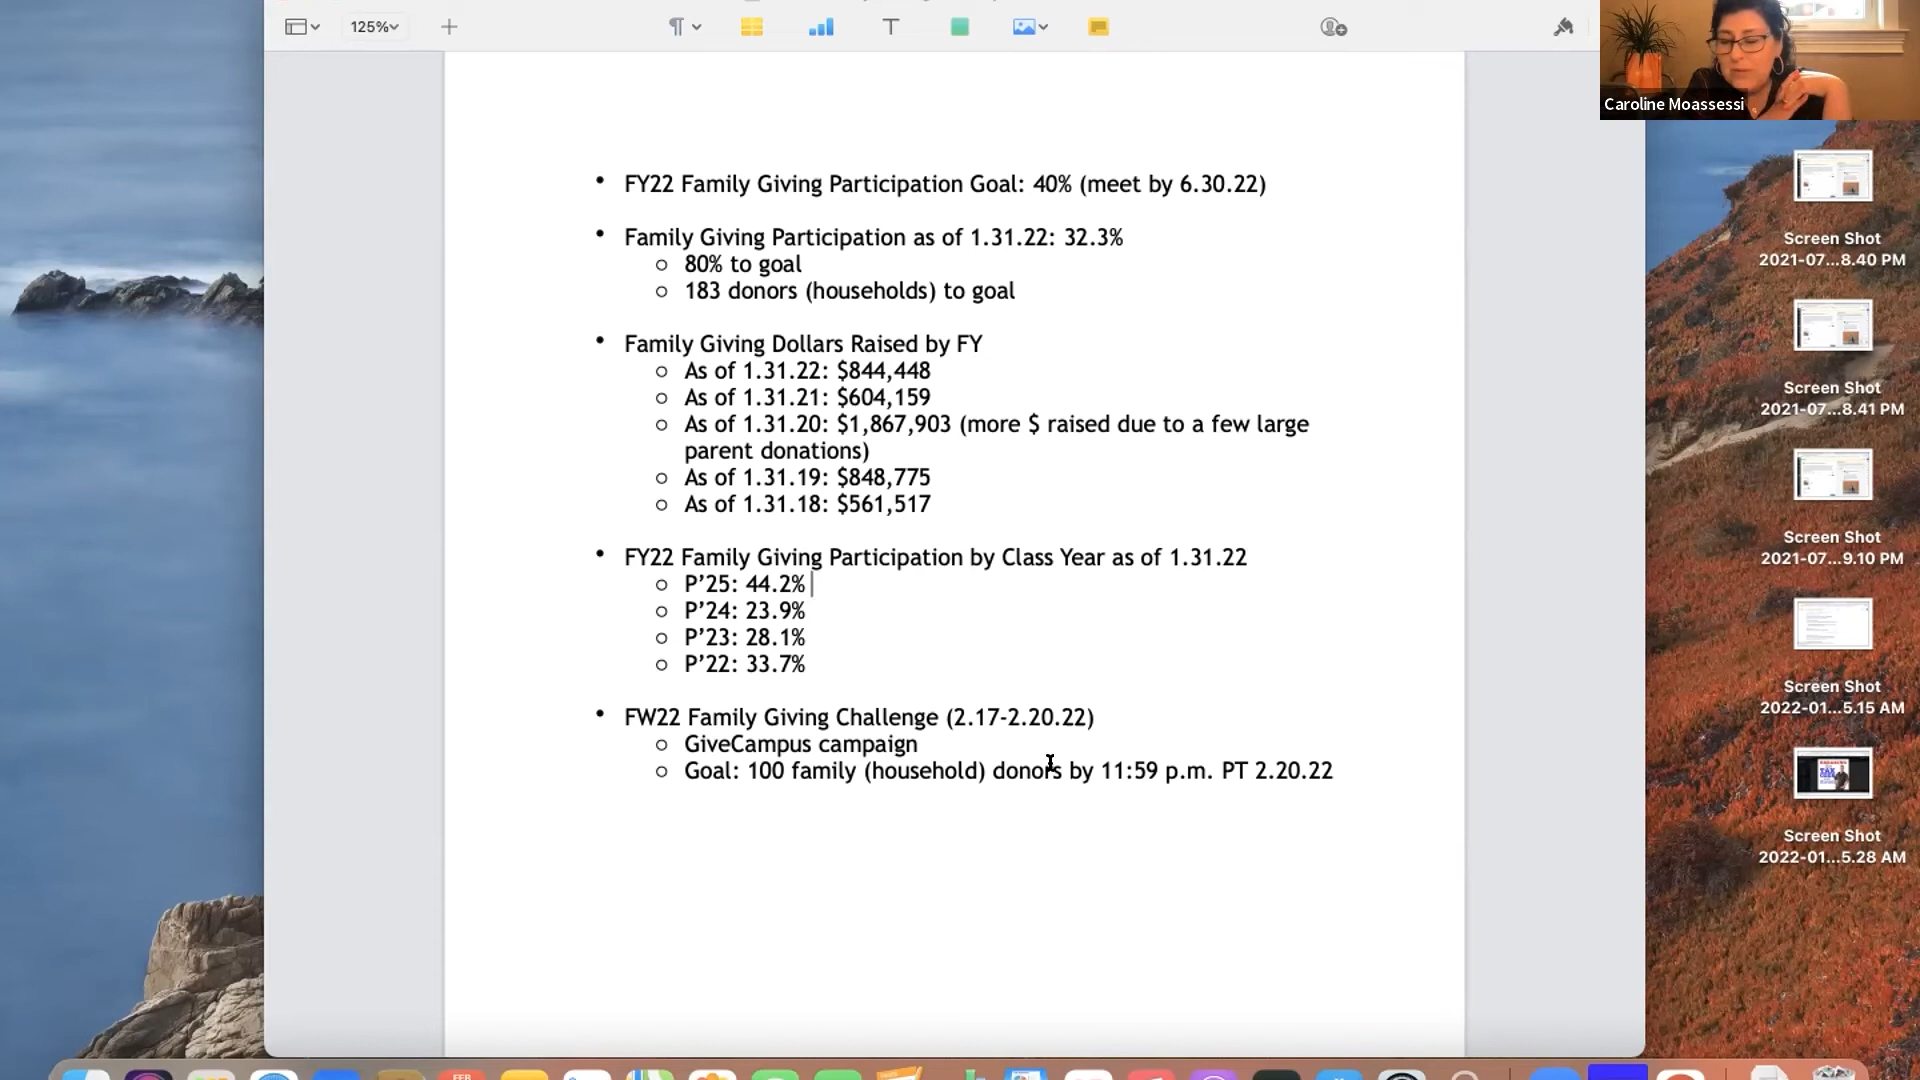 125%
Caroline Moassessi
• FY22 Family Giving Participation Goal: 40% (meet by 6.30.22)
• Family Giving Participation as of 1.31.22: 32.3%
○ 80% to goal
○ 183 donors (households) to goal
• Family Giving Dollars Raised by FY
○ As of 1.31.22: $844,448
○ As of 1.31.21: $604,159
○ As of 1.31.20: $1,867,903 (more $ raised due to a few large
parent donations)
○ As of 1.31.19: $848,775
○ As of 1.31.18: $561,517
• FY22 Family Giving Participation by Class Year as of 1.31.22
○ P’25: 44.2%
○ P’24: 23.9%
○ P’23: 28.1%
○ P’22: 33.7%
• FW22 Family Giving Challenge (2.17-2.20.22)
○ GiveCampus campaign
○ Goal: 100 family (household) donors by 11:59 p.m. PT 2.20.22
Screen Shot
2021-07...8.40 PM
Screen Shot
2021-07...8.41 PM
Screen Shot
2021-07...9.10 PM
Screen Shot
2022-01...5.15 AM
Screen Shot
2022-01...5.28 AM
FEB